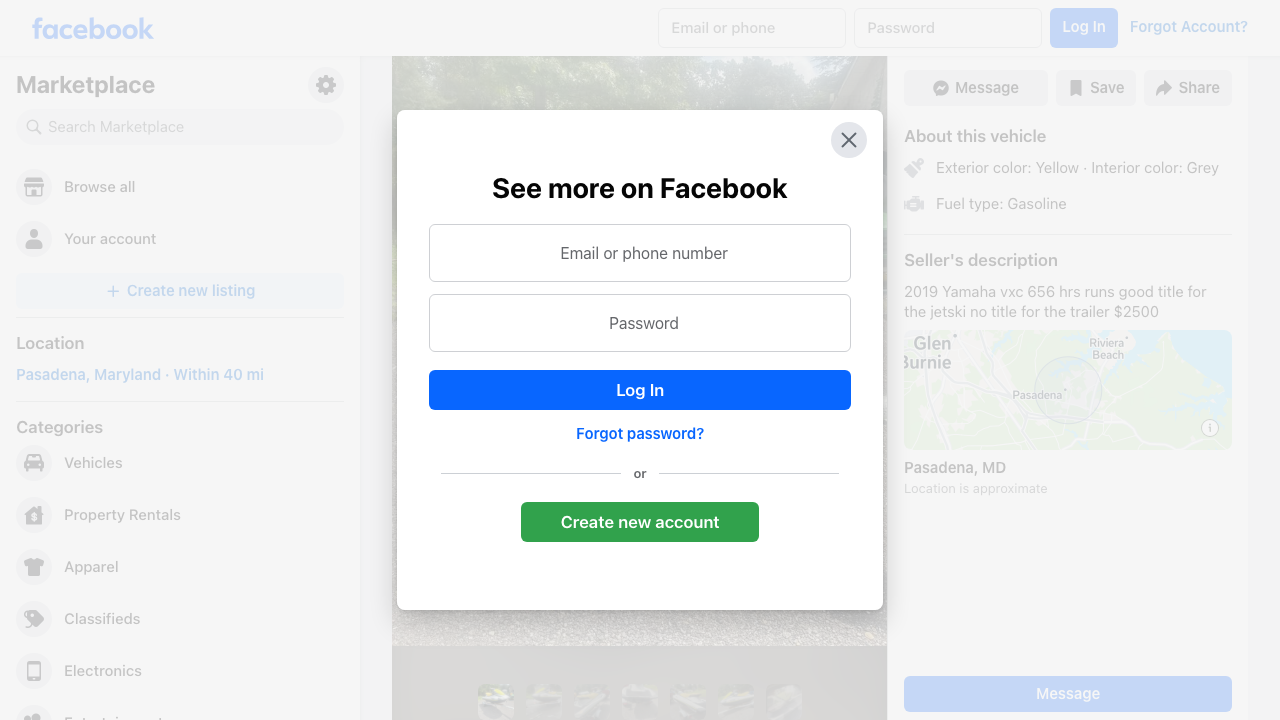 facebook
Email or phone
Password
Log In
Forgot Account?
Marketplace
Search Marketplace
Browse all
Your account
Create new listing
Location
Pasadena, Maryland · Within 40 mi
Categories
Vehicles
Property Rentals
Apparel
Classifieds
Electronics
See more on Facebook
Email or phone number
Password
Log In
Forgot password?
or
Create new account
Message
Save
Share
About this vehicle
Exterior color: Yellow · Interior color: Grey
Fuel type: Gasoline
Seller's description
2019 Yamaha vxc 656 hrs runs good title for
the jetski no title for the trailer $2500
Glen
Burnie
Riviera
Beach
Pasadena
Pasadena, MD
Location is approximate
Message